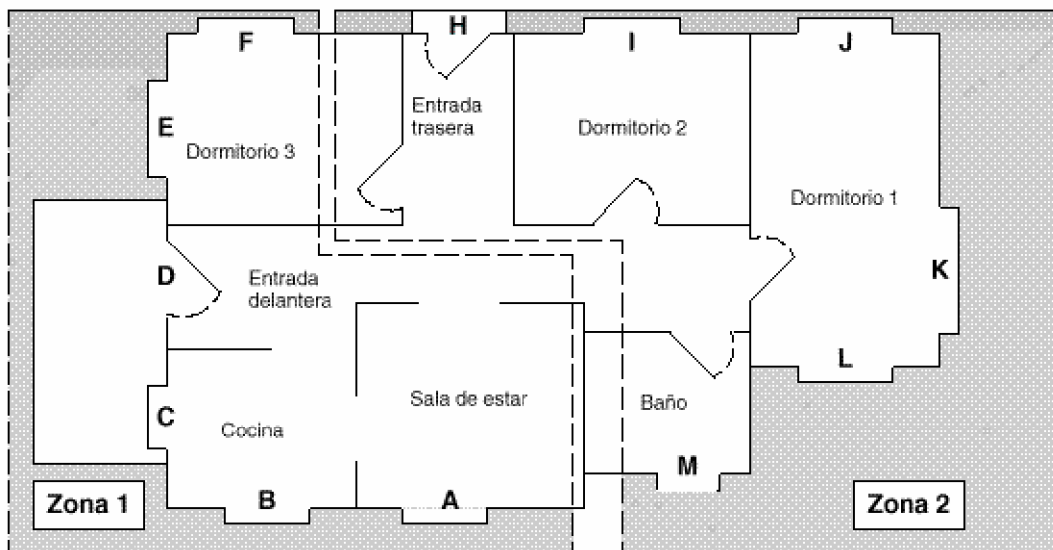 H
F
I
J
Entrada
trasera
E
Dormitorio 3
Dormitorio 2
Dormitorio 1
D
Entrada
delantera
K
L
Sala de estar
Baño
C
Cocina
M
Zona 1
B
A
Zona 2